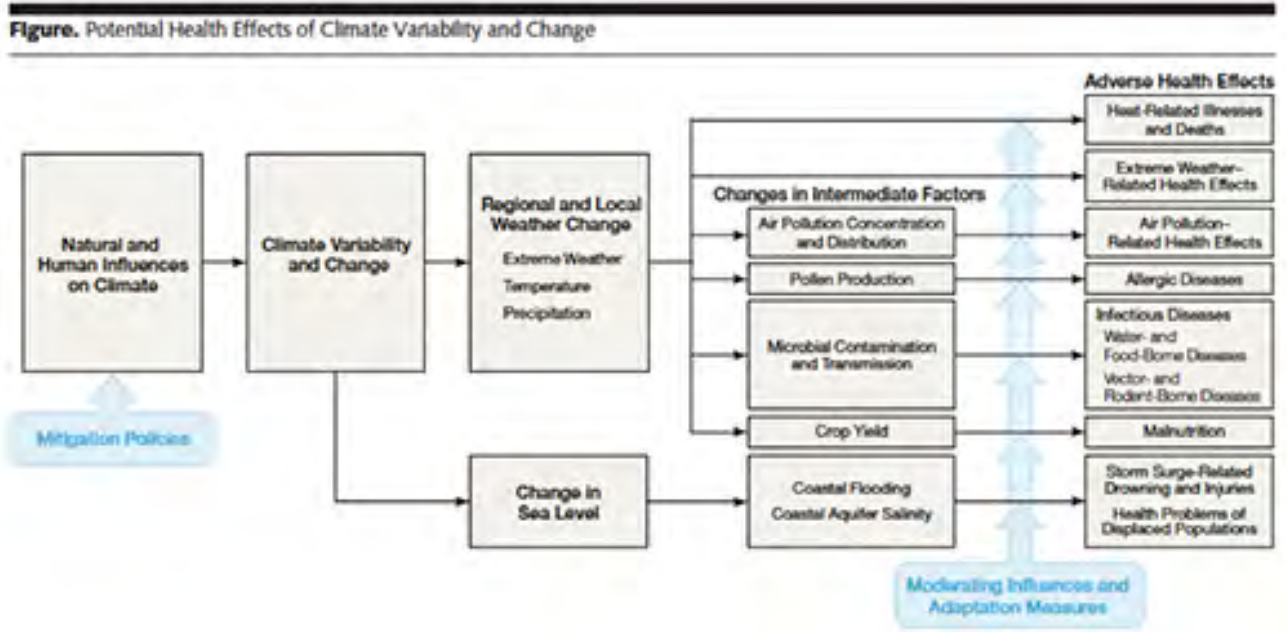 Figure. Potential Health Effects of Climate Variability and Change
Natural and
Human Influences
on Climate
Mitigation Policies
Climate Variability
and Change
Regional and Local
Weather Change
Extreme Weather
Temperature
Precipitation
Change in
Sea Level
Changes in Intermediate Factors
Air Pollution Concentration
and Distribution
Pollen Production
Microbial Contamination
and Transmission
Crop Yield
Coastal Flooding
Coastal Aquifer Salinity
Moderating Influences and
Adaptation Measures
Adverse Health Effects
Heat-Related Illnesses
and Deaths
Extreme Weather–
Related Health Effects
Air Pollution–
Related Health Effects
Allergic Diseases
Infectious Diseases
Water- and
Food-Borne Diseases
Vector- and
Rodent-Borne Diseases
Malnutrition
Storm Surge-Related
Drowning and Injuries
Health Problems of
Displaced Populations